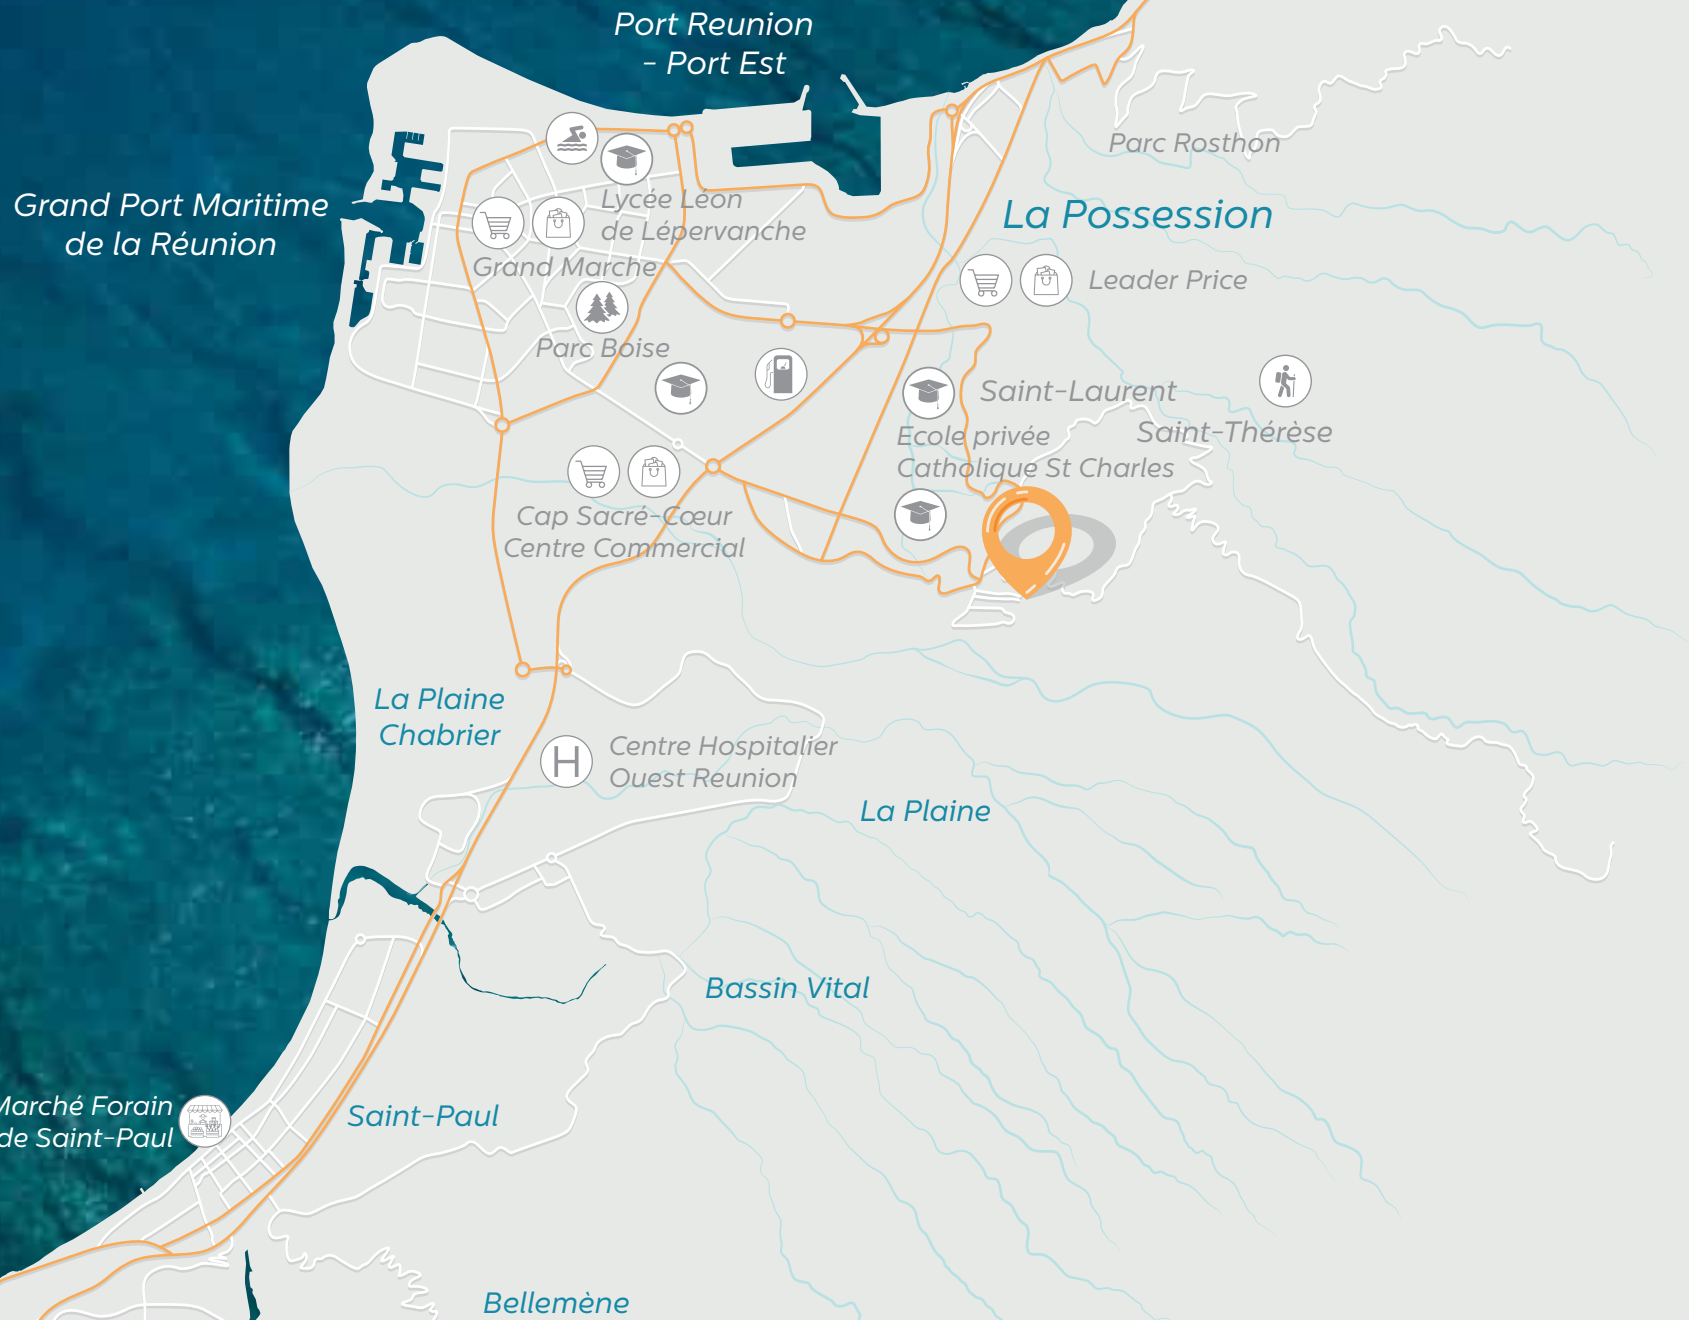 Port Reunion
- Port Est
Parc Rosthon
Grand Port Maritime
de la Réunion
Lycée Léon
de Lépervanche
La Possession
Grand Marche
Leader Price
Parc Boise
Saint-Laurent
Saint-Thérèse
Ecole privée
Catholique St Charles
Cap Sacré-Cœur
Centre Commercial
La Plaine
Chabrier
H
Centre Hospitalier
Ouest Reunion
La Plaine
Bassin Vital
Marché Forain
de Saint-Paul
Saint-Paul
Bellemène